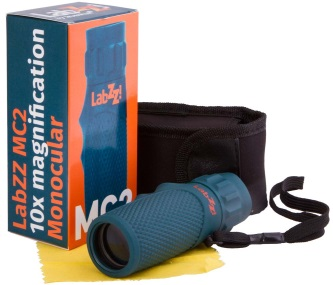 LabZZ MC2
10x magnification
Monocular
LabZZ!
MC2
LabZZ!